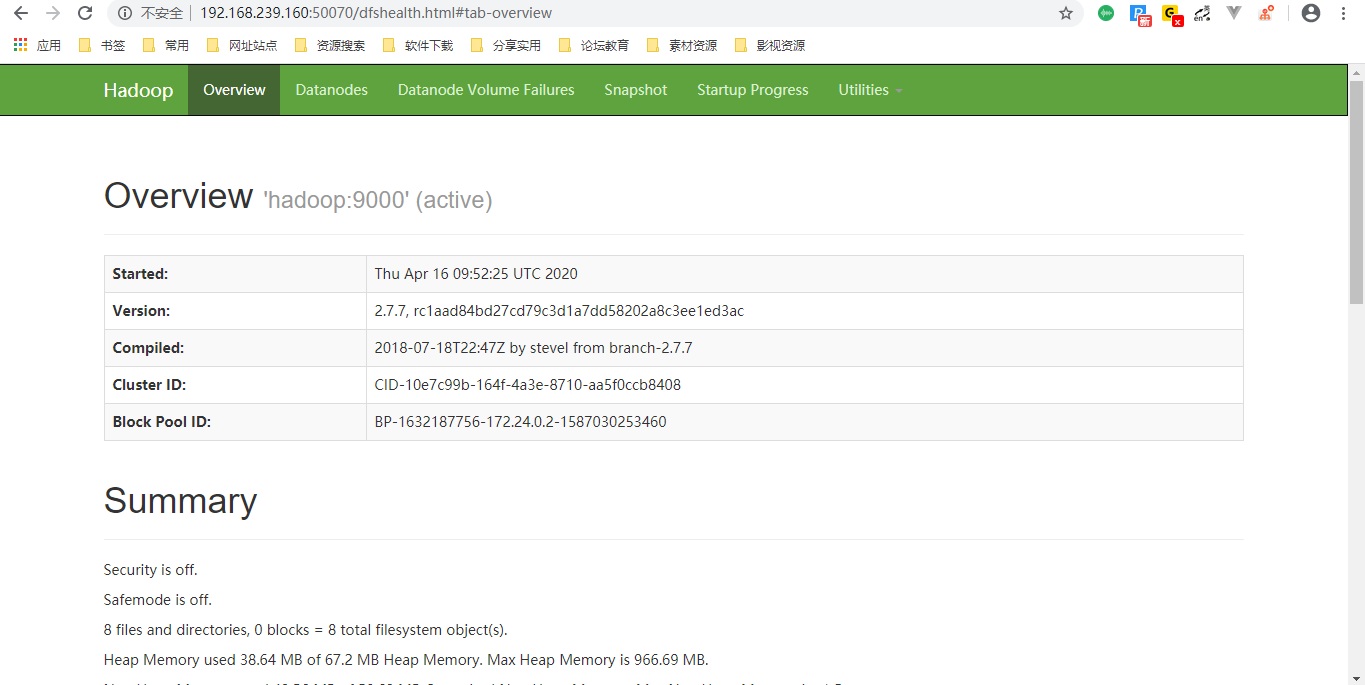 不安全 192.168.239.160:50070/dfshealth.html#tab-overview
应用 书签 常用 网址站点 资源搜索 软件下载 分享实用 论坛教育 素材资源 影视资源
Hadoop Overview Datanodes Datanode Volume Failures Snapshot Startup Progress Utilities
Overview 'hadoop:9000' (active)
Started: Thu Apr 16 09:52:25 UTC 2020
Version: 2.7.7, rc1aad84bd27cd79c3d1a7dd58202a8c3ee1ed3ac
Compiled: 2018-07-18T22:47Z by stevel from branch-2.7.7
Cluster ID: CID-10e7c99b-164f-4a3e-8710-aa5f0ccb8408
Block Pool ID: BP-1632187756-172.24.0.2-1587030253460
Summary
Security is off.
Safemode is off.
8 files and directories, 0 blocks = 8 total filesystem object(s).
Heap Memory used 38.64 MB of 67.2 MB Heap Memory. Max Heap Memory is 966.69 MB.